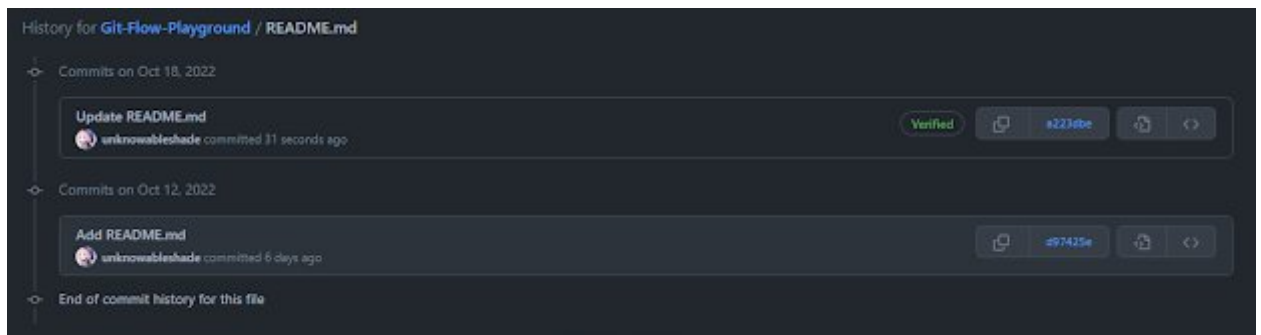 History for Git-Flow-Playground / README.md
Commits on Oct 18, 2022
Update README.md
Verified
a223dbe
unknowableshade committed 31 seconds ago
Commits on Oct 12, 2022
Add README.md
d97425e
unknowableshade committed 6 days ago
End of commit history for this file